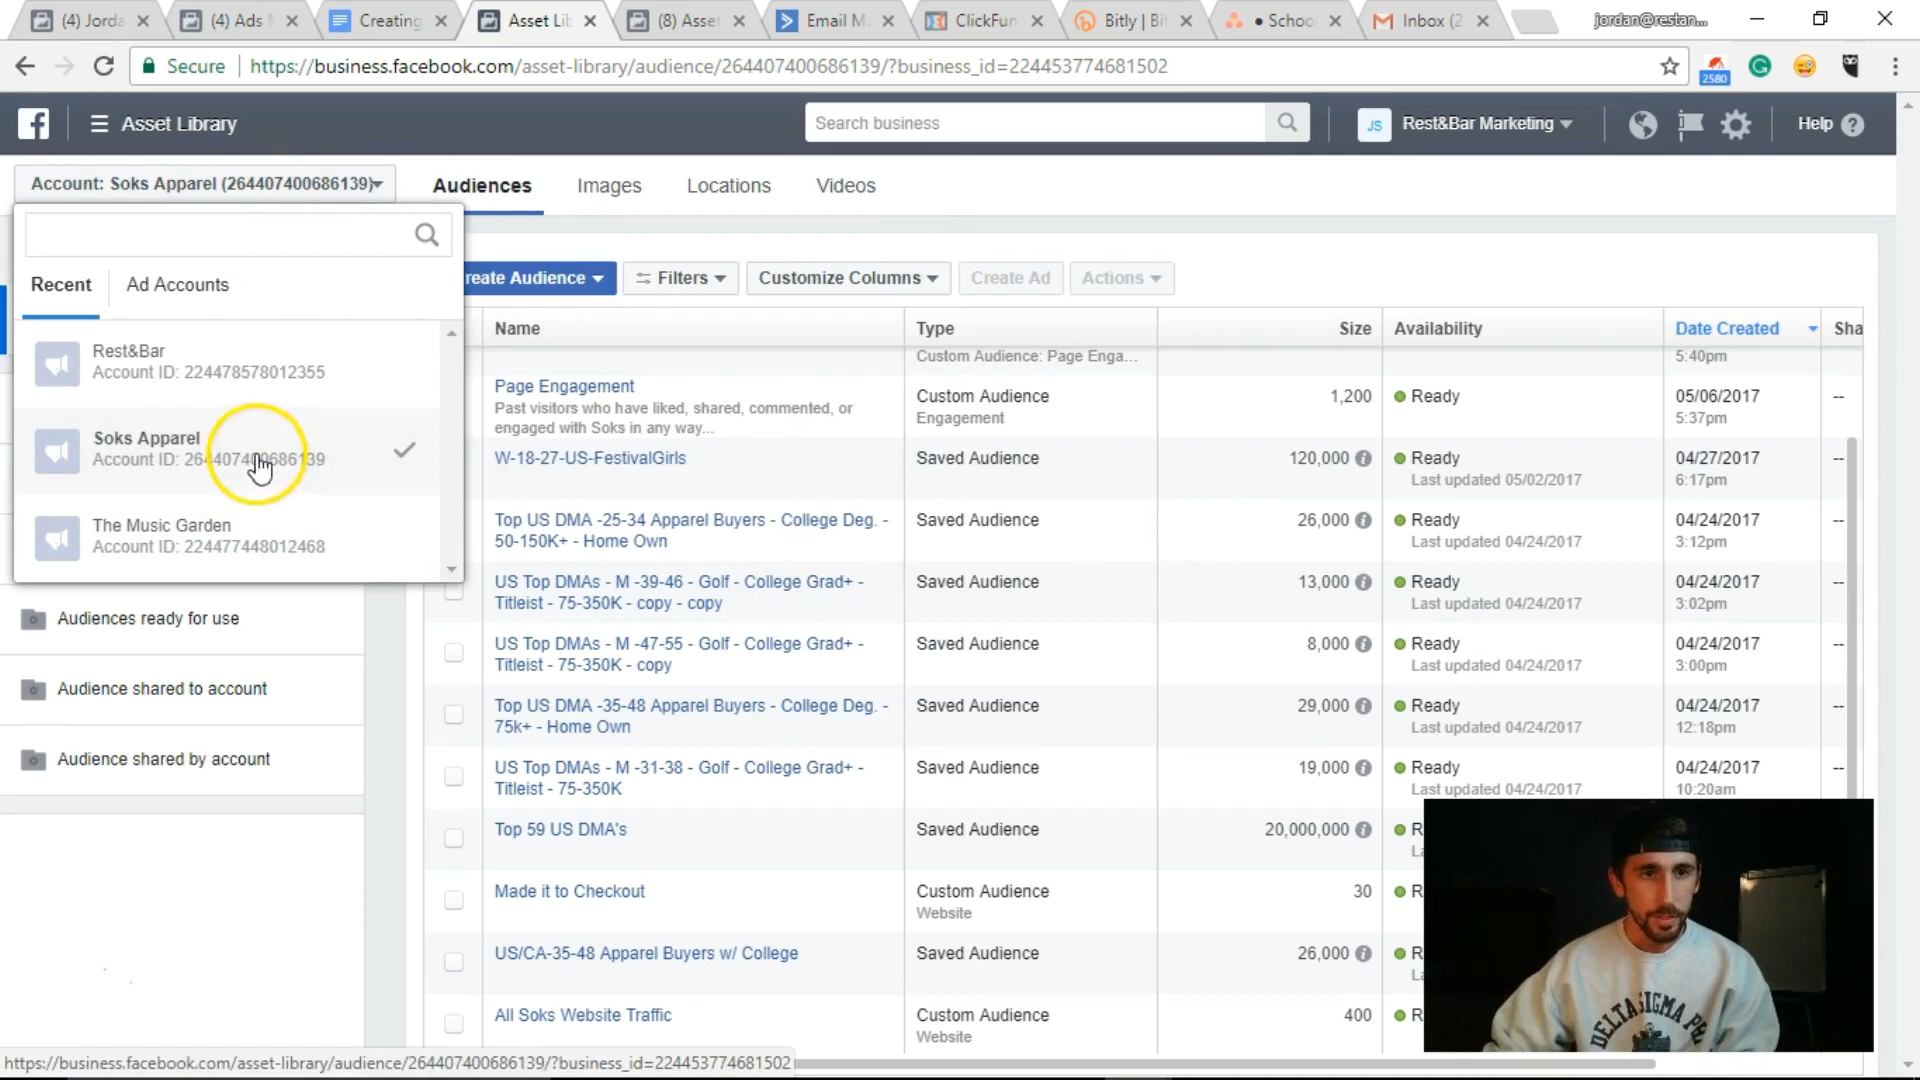 (4) Jorda
(4) Ads M
Creating
Asset Lib
(8) Asset
Email Ma
ClickFun
Bitly | Bit
● School
Inbox (2
jordan@restan...
Secure
https://business.facebook.com/asset-library/audience/264407400686139/?business_id=224453774681502
2580
Asset Library
Search business
JS
Rest&Bar Marketing
Help
Account: Soks Apparel (264407400686139)
Audiences
Images
Locations
Videos
Recent
Ad Accounts
Rest&Bar
Account ID: 224478578012355
Soks Apparel
Account ID: 264407400686139
The Music Garden
Account ID: 224477448012468
Audiences ready for use
Audience shared to account
Audience shared by account
reate Audience
Filters
Customize Columns
Create Ad
Actions
Name
Type
Size
Availability
Date Created
Sha
Custom Audience: Page Enga...
5:40pm
Page Engagement
Past visitors who have liked, shared, commented, or
engaged with Soks in any way...
Custom Audience
Engagement
1,200
Ready
05/06/2017
5:37pm
--
W-18-27-US-FestivalGirls
Saved Audience
120,000
Ready
Last updated 05/02/2017
04/27/2017
6:17pm
--
Top US DMA -25-34 Apparel Buyers - College Deg. -
50-150K+ - Home Own
Saved Audience
26,000
Ready
Last updated 04/24/2017
04/24/2017
3:12pm
--
US Top DMAs - M -39-46 - Golf - College Grad+ -
Titleist - 75-350K - copy - copy
Saved Audience
13,000
Ready
Last updated 04/24/2017
04/24/2017
3:02pm
--
US Top DMAs - M -47-55 - Golf - College Grad+ -
Titleist - 75-350K - copy
Saved Audience
8,000
Ready
Last updated 04/24/2017
04/24/2017
3:00pm
--
Top US DMA -35-48 Apparel Buyers - College Deg. -
75k+ - Home Own
Saved Audience
29,000
Ready
Last updated 04/24/2017
04/24/2017
12:18pm
--
US Top DMAs - M -31-38 - Golf - College Grad+ -
Titleist - 75-350K
Saved Audience
19,000
Ready
Last updated 04/24/2017
04/24/2017
10:20am
--
Top 59 US DMA's
Saved Audience
20,000,000
R
La
Made it to Checkout
Custom Audience
Website
30
R
US/CA-35-48 Apparel Buyers w/ College
Saved Audience
26,000
R
La
All Soks Website Traffic
Custom Audience
Website
400
R
DELTA SIGMA P
https://business.facebook.com/asset-library/audience/264407400686139/?business_id=224453774681502